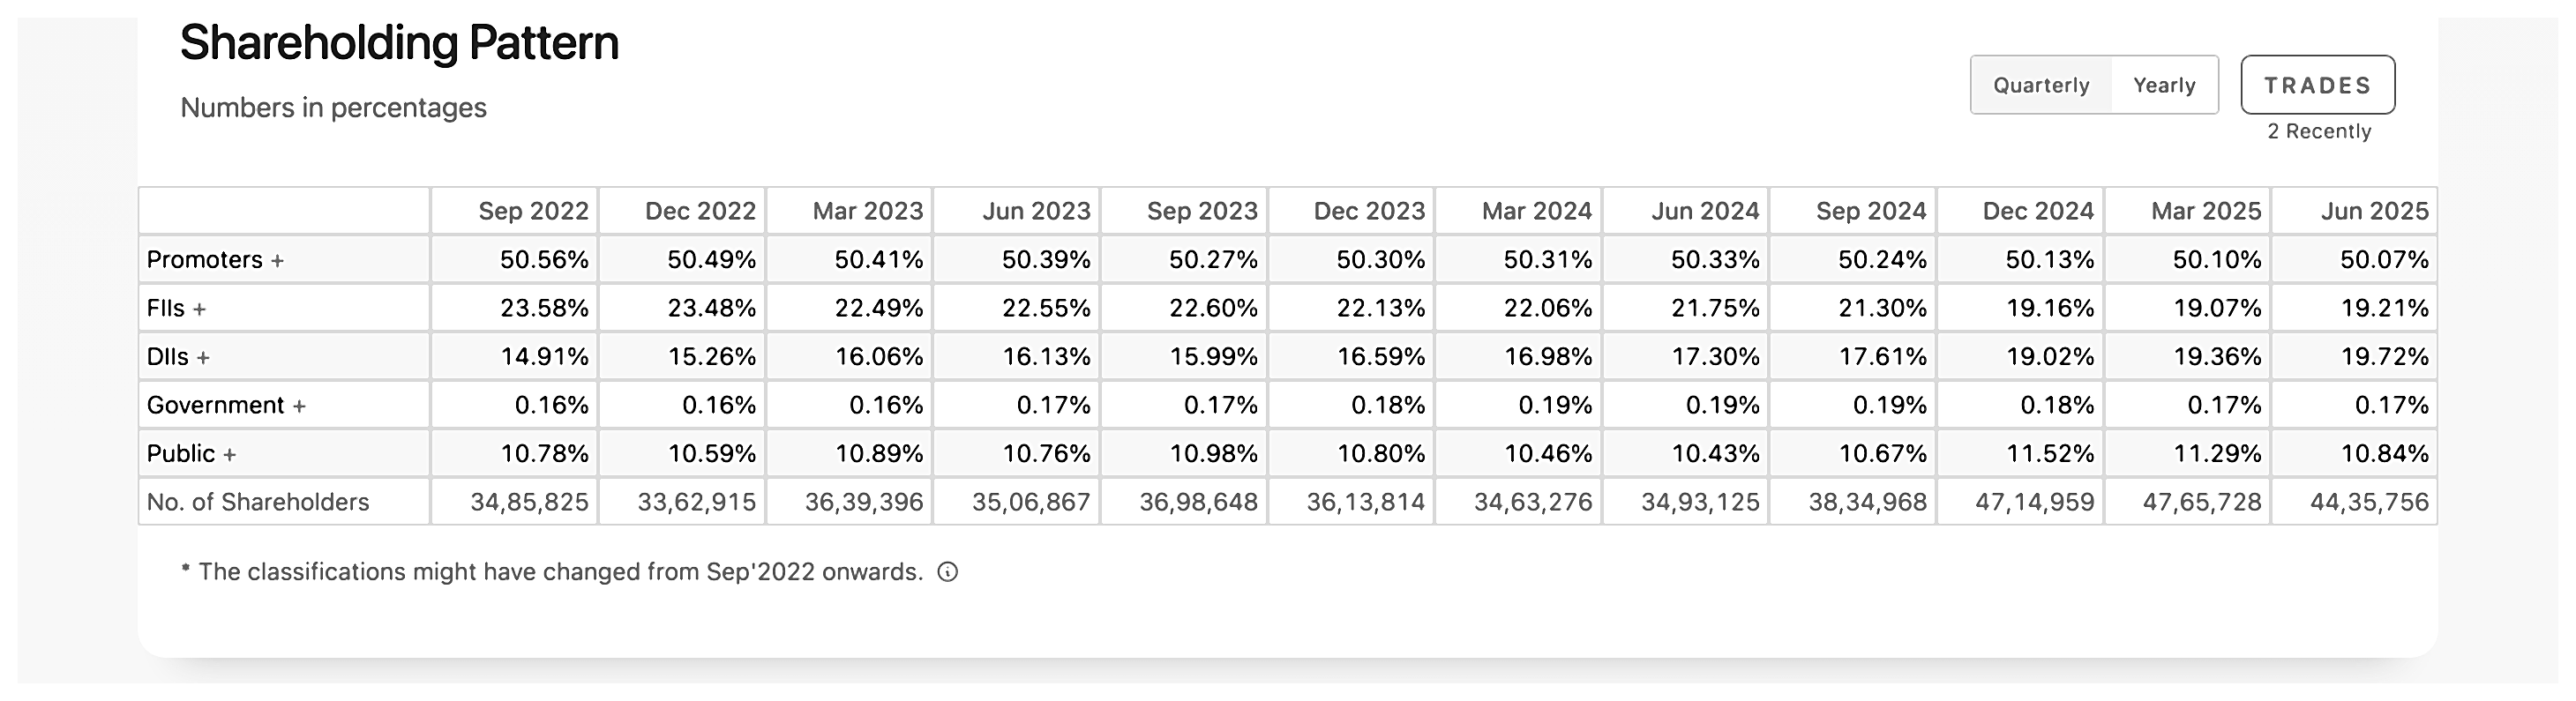 Shareholding Pattern
Numbers in percentages
Quarterly Yearly TRADES
2 Recently
Sep 2022 Dec 2022 Mar 2023 Jun 2023 Sep 2023 Dec 2023 Mar 2024 Jun 2024 Sep 2024 Dec 2024 Mar 2025 Jun 2025
Promoters + 50.56% 50.49% 50.41% 50.39% 50.27% 50.30% 50.31% 50.33% 50.24% 50.13% 50.10% 50.07%
FIIs + 23.58% 23.48% 22.49% 22.55% 22.60% 22.13% 22.06% 21.75% 21.30% 19.16% 19.07% 19.21%
DIIs + 14.91% 15.26% 16.06% 16.13% 15.99% 16.59% 16.98% 17.30% 17.61% 19.02% 19.36% 19.72%
Government + 0.16% 0.16% 0.16% 0.17% 0.17% 0.18% 0.19% 0.19% 0.19% 0.18% 0.17% 0.17%
Public + 10.78% 10.59% 10.89% 10.76% 10.98% 10.80% 10.46% 10.43% 10.67% 11.52% 11.29% 10.84%
No. of Shareholders 34,85,825 33,62,915 36,39,396 35,06,867 36,98,648 36,13,814 34,63,276 34,93,125 38,34,968 47,14,959 47,65,728 44,35,756
* The classifications might have changed from Sep'2022 onwards.